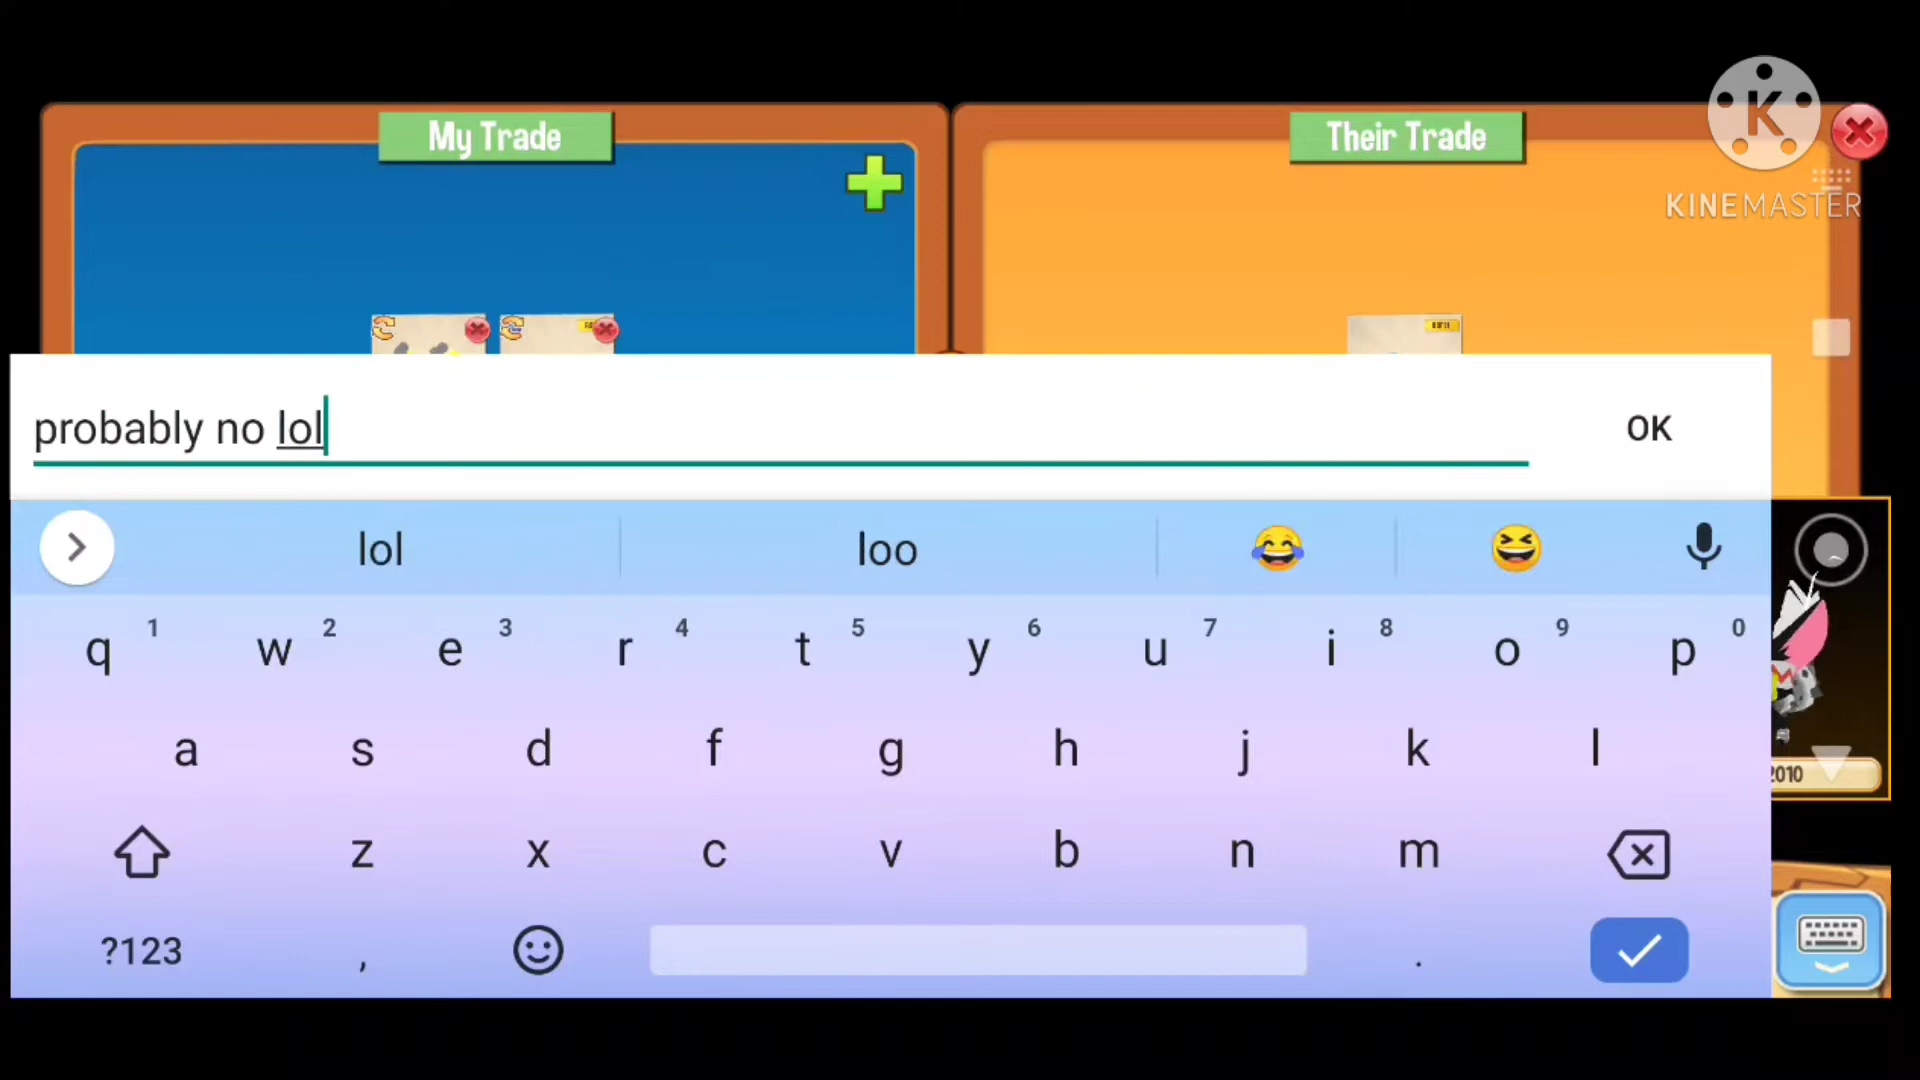 My Trade
Their Trade
K
KINEMASTER
probably no lol
OK
lol
loo
q 1 w 2 e 3 r 4 t 5 y 6 u 7 i 8 o 9 p 0
a s d f g h j k l
z x c v b n m
?123 , .
2010